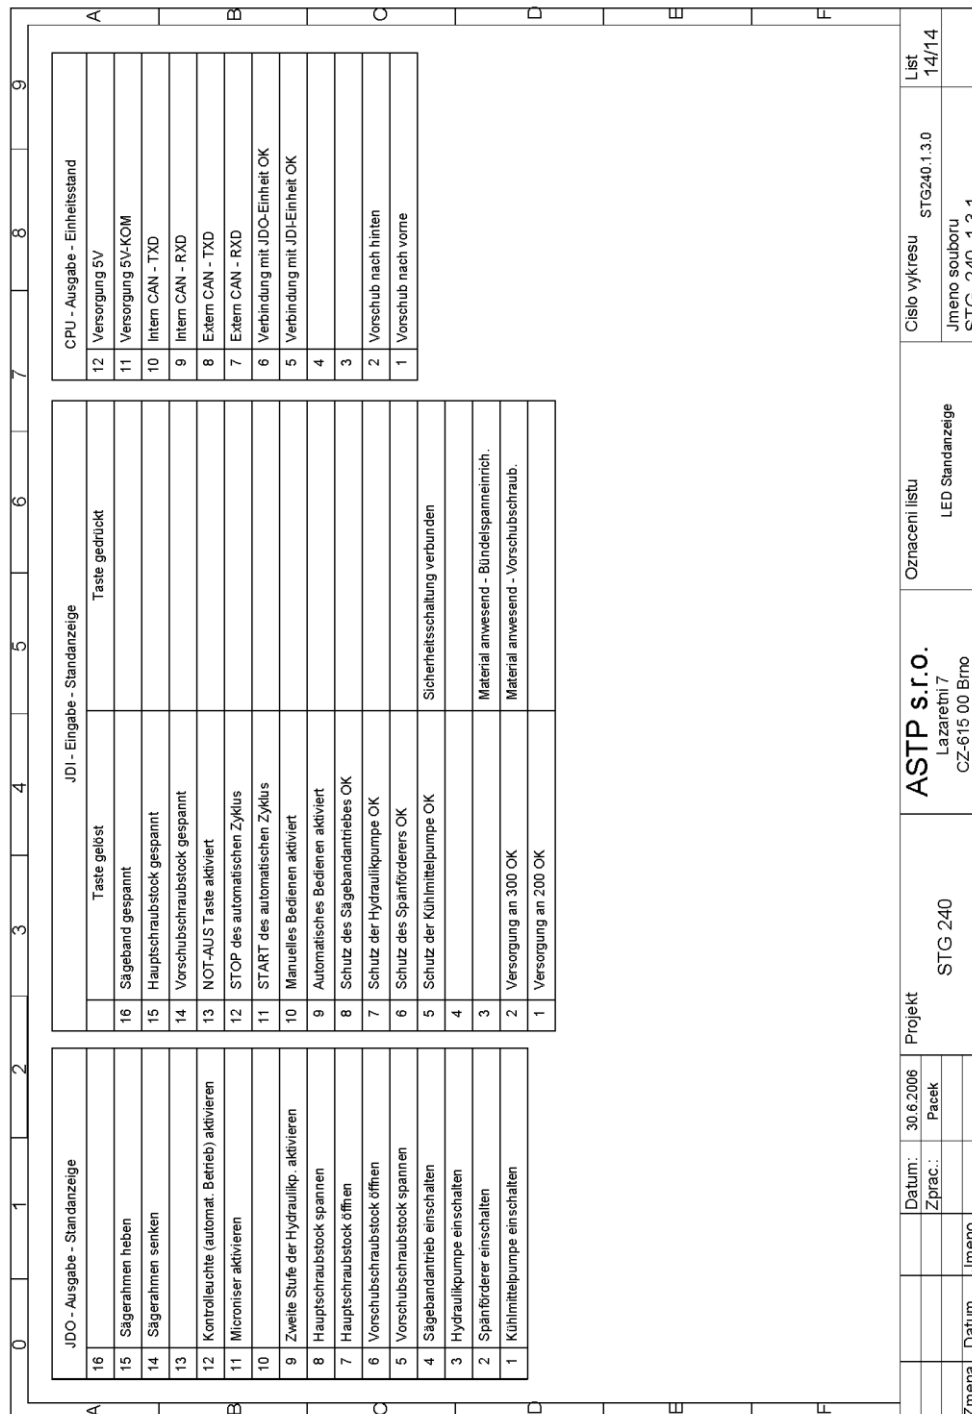 0 1 2 3 4 5 6 7 8 9
A
B
C
D
E
F
JDO - Ausgabe - Standanzeige
16
15 Sägerahmen heben
14 Sägerahmen senken
13
12 Kontrolleuchte (automat. Betrieb) aktivieren
11 Microniser aktivieren
10
9 Zweite Stufe der Hydraulikp. aktivieren
8 Hauptschraubstock spannen
7 Hauptschraubstock öffnen
6 Vorschubschraubstock öffnen
5 Vorschubschraubstock spannen
4 Sägebandantrieb einschalten
3 Hydraulikpumpe einschalten
2 Spänförderer einschalten
1 Kühlmittelpumpe einschalten
JDI - Eingabe - Standanzeige
Taste gelöst Taste gedrückt
16 Sägeband gespannt
15 Hauptschraubstock gespannt
14 Vorschubschraubstock gespannt
13 NOT-AUS Taste aktiviert
12 STOP des automatischen Zyklus
11 START des automatischen Zyklus
10 Manuelles Bedienen aktiviert
9 Automatisches Bedienen aktiviert
8 Schutz des Sägebandantriebes OK
7 Schutz der Hydraulikpumpe OK
6 Schutz des Spänförderers OK
5 Schutz der Kühlmittelpumpe OK Sicherheitsschaltung verbunden
4
3 Material anwesend - Bündelspanneinrich.
2 Versorgung an 300 OK Material anwesend - Vorschubschraub.
1 Versorgung an 200 OK
CPU - Ausgabe - Einheitsstand
12 Versorgung 5V
11 Versorgung 5V-KOM
10 Intern CAN - TXD
9 Intern CAN - RXD
8 Extern CAN - TXD
7 Extern CAN - RXD
6 Verbindung mit JDO-Einheit OK
5 Verbindung mit JDI-Einheit OK
4
3
2 Vorschub nach hinten
1 Vorschub nach vorne
A
B
C
D
E
F
Zmena Datum Jmeno
Datum: 30.6.2006
Zprac.: Pacek
Projekt
STG 240
ASTP s.r.o.
Lazaretni 7
CZ-615 00 Brno
Oznaceni listu
LED Standanzeige
Cislo vykresu
STG240.1.3.0
Jmeno souboru
List
14/14